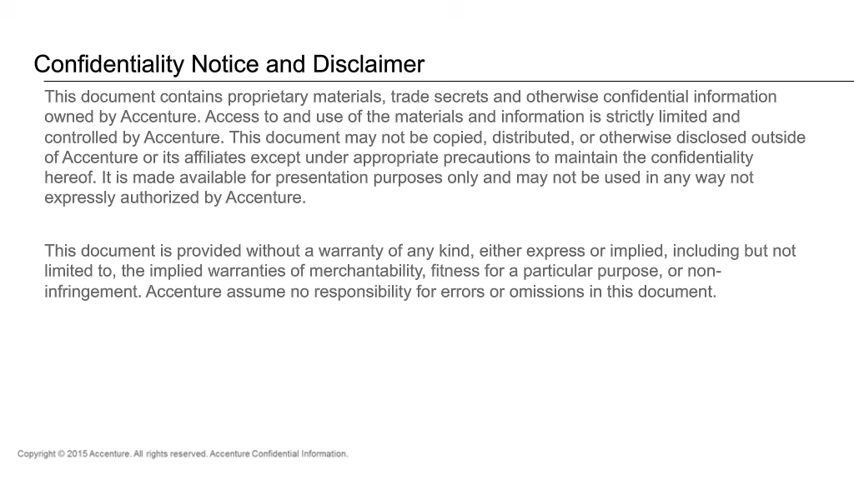 Confidentiality Notice and Disclaimer
This document contains proprietary materials, trade secrets and otherwise confidential information
owned by Accenture. Access to and use of the materials and information is strictly limited and
controlled by Accenture. This document may not be copied, distributed, or otherwise disclosed outside
of Accenture or its affiliates except under appropriate precautions to maintain the confidentiality
hereof. It is made available for presentation purposes only and may not be used in any way not
expressly authorized by Accenture.
This document is provided without a warranty of any kind, either express or implied, including but not
limited to, the implied warranties of merchantability, fitness for a particular purpose, or non-
infringement. Accenture assume no responsibility for errors or omissions in this document.
Copyright © 2015 Accenture. All rights reserved. Accenture Confidential Information.